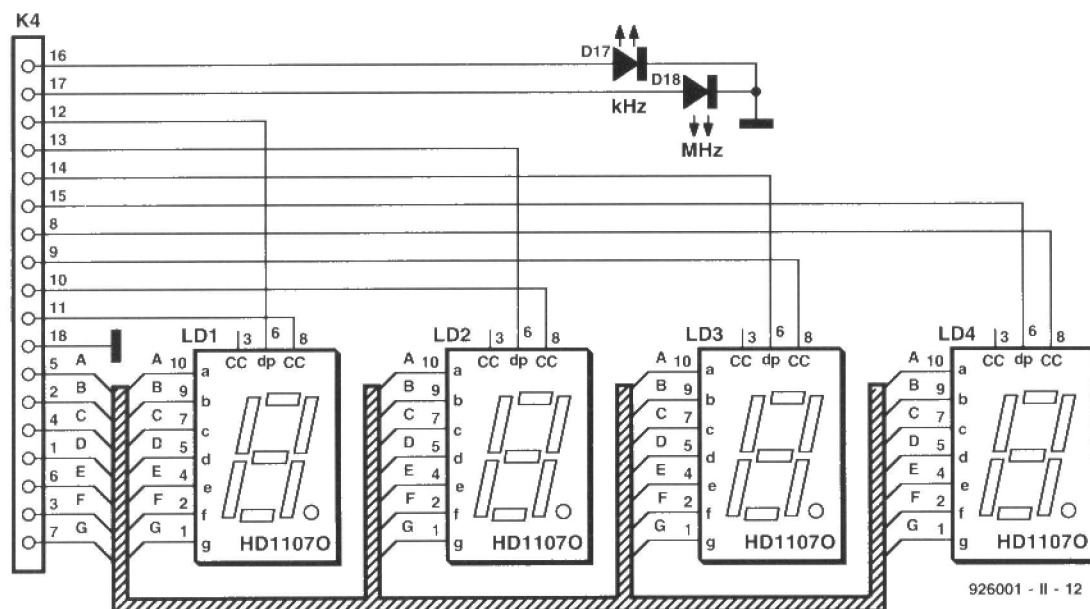 K4
16
17
12
13
14
15
8
9
10
11
18
5 A
2 B
4 C
1 D
6 E
3 F
7 G
D17
kHz
D18
MHz
LD1
3 6 8
CC dp CC
A 10 a
B 9 b
C 7 c
D 5 d
E 4 e
F 2 f
G 1 g
HD1107O
LD2
3 6 8
CC dp CC
A 10 a
B 9 b
C 7 c
D 5 d
E 4 e
F 2 f
G 1 g
HD1107O
LD3
3 6 8
CC dp CC
A 10 a
B 9 b
C 7 c
D 5 d
E 4 e
F 2 f
G 1 g
HD1107O
LD4
3 6 8
CC dp CC
A 10 a
B 9 b
C 7 c
D 5 d
E 4 e
F 2 f
G 1 g
HD1107O
926001 - II - 12